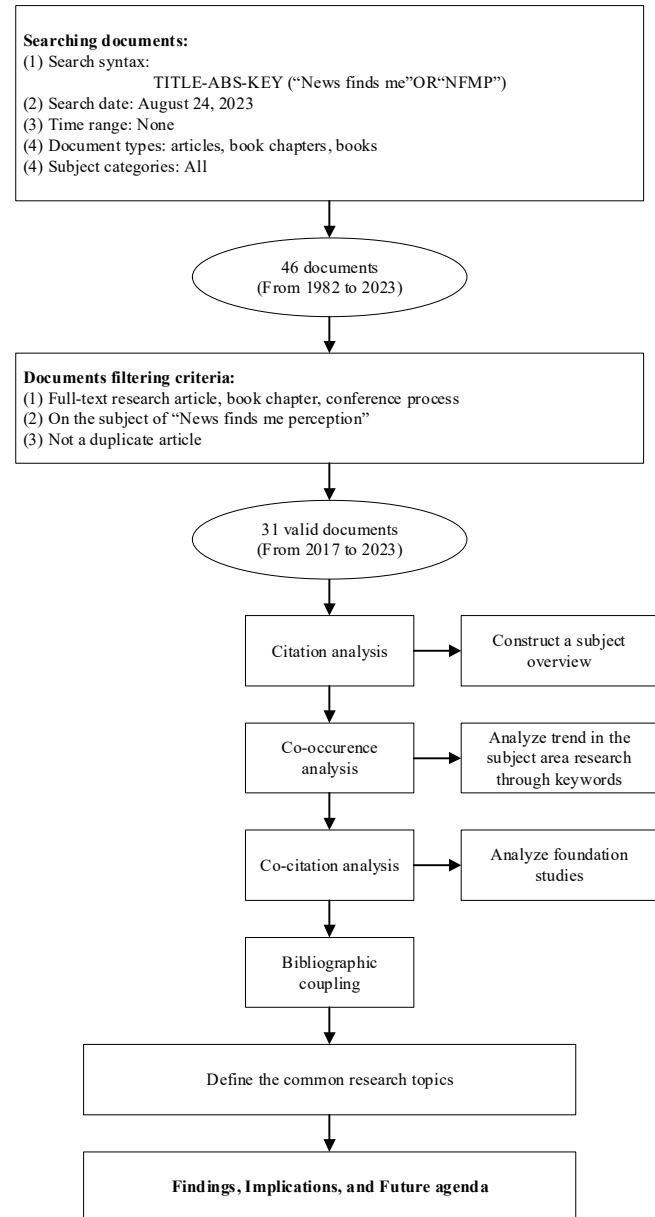 Searching documents:
(1) Search syntax:
TITLE-ABS-KEY (“News finds me”OR“NFMP”)
(2) Search date: August 24, 2023
(3) Time range: None
(4) Document types: articles, book chapters, books
(4) Subject categories: All
46 documents
(From 1982 to 2023)
Documents filtering criteria:
(1) Full-text research article, book chapter, conference process
(2) On the subject of “News finds me perception”
(3) Not a duplicate article
31 valid documents
(From 2017 to 2023)
Citation analysis
Construct a subject
overview
Co-occurence
analysis
Analyze trend in the
subject area research
through keywords
Co-citation analysis
Analyze foundation
studies
Bibliographic
coupling
Define the common research topics
Findings, Implications, and Future agenda